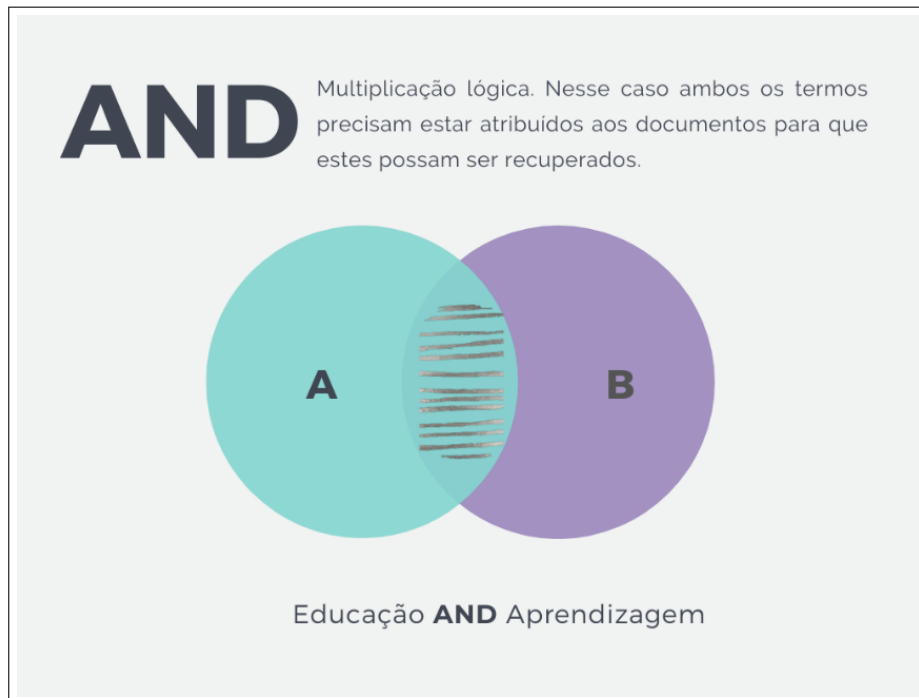 AND
Multiplicação lógica. Nesse caso ambos os termos
precisam estar atribuídos aos documentos para que
estes possam ser recuperados.
A
B
Educação AND Aprendizagem